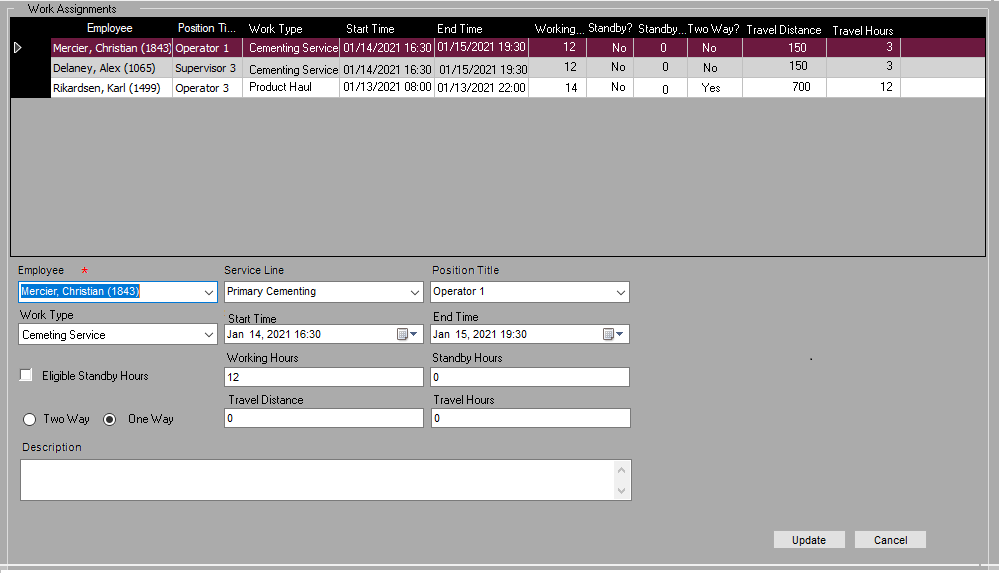 Work Assignments
Employee Position Ti... Work Type Start Time End Time Working... Standby? Standby... Two Way? Travel Distance Travel Hours
Mercier, Christian (1843) Operator 1 Cementing Service 01/14/2021 16:30 01/15/2021 19:30 12 No 0 No 150 3
Delaney, Alex (1065) Supervisor 3 Cementing Service 01/14/2021 16:30 01/15/2021 19:30 12 No 0 No 150 3
Rikardsen, Karl (1499) Operator 3 Product Haul 01/13/2021 08:00 01/13/2021 22:00 14 No 0 Yes 700 12
Employee * Service Line Position Title
Mercier, Christian (1843) Primary Cementing Operator 1
Work Type Start Time End Time
Cemeting Service Jan 14, 2021 16:30 Jan 15, 2021 19:30
Working Hours Standby Hours
Eligible Standby Hours 12 0
Travel Distance Travel Hours
Two Way One Way 0 0
Description
Update Cancel